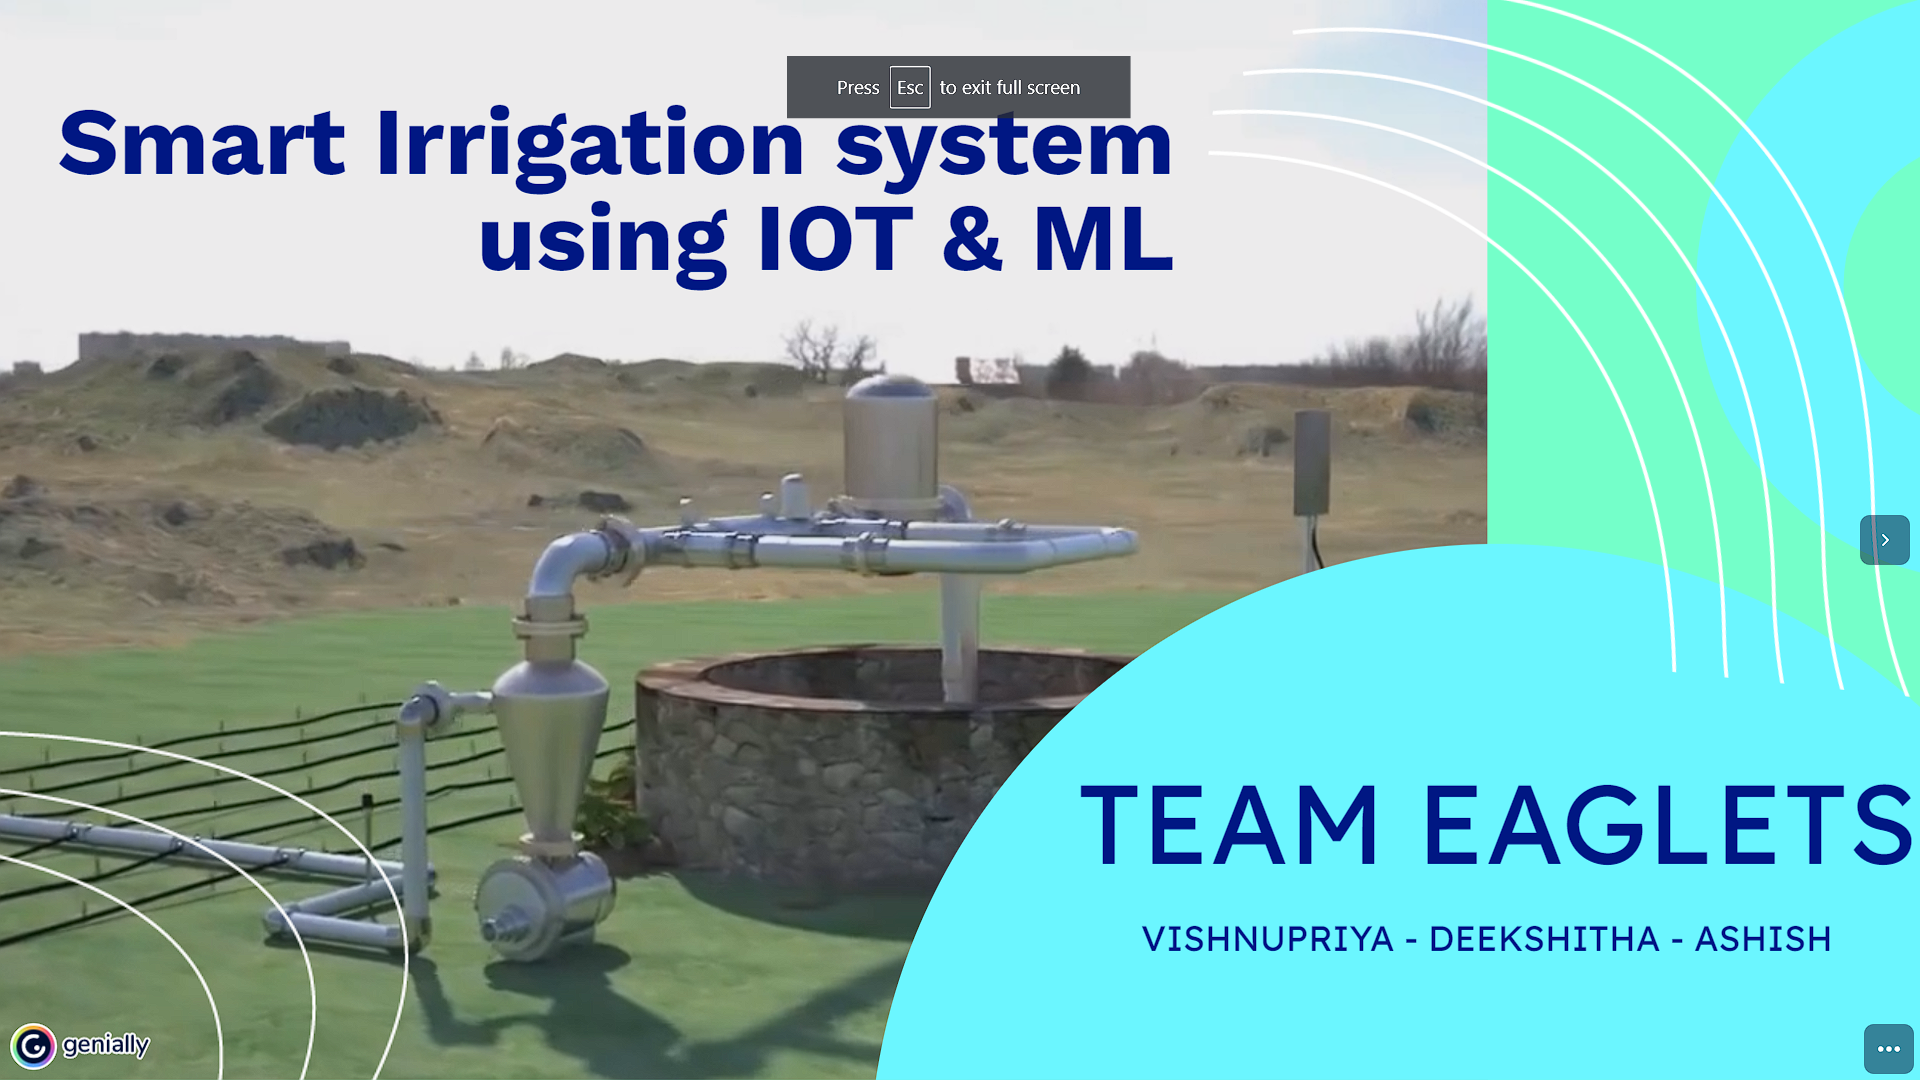 Press Esc to exit full screen
Smart Irrigation system
using IOT & ML
TEAM EAGLETS
VISHNUPRIYA - DEEKSHITHA - ASHISH
genially